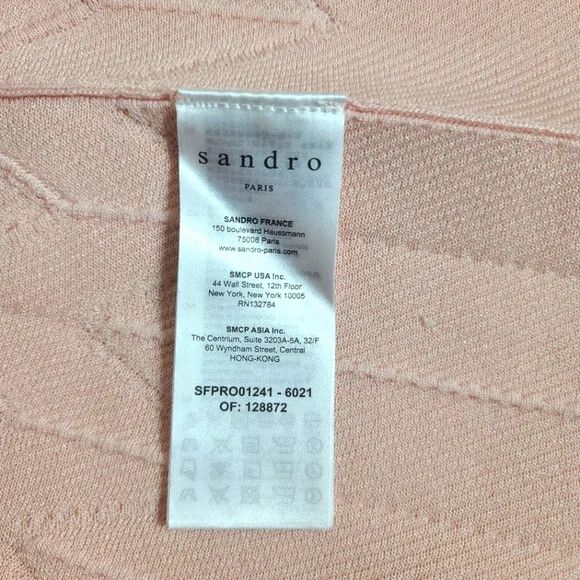 sandro
PARIS
SANDRO FRANCE
150 boulevard Haussmann
75008 Paris
www.sandro-paris.com
SMCP USA Inc.
44 Wall Street, 12th Floor
New York, New York 10005
RN132784
SMCP ASIA Inc.
The Centrium, Suite 3203A-5A, 32/F
60 Wyndham Street, Central
HONG-KONG
SFPRO01241 - 6021
OF: 128872